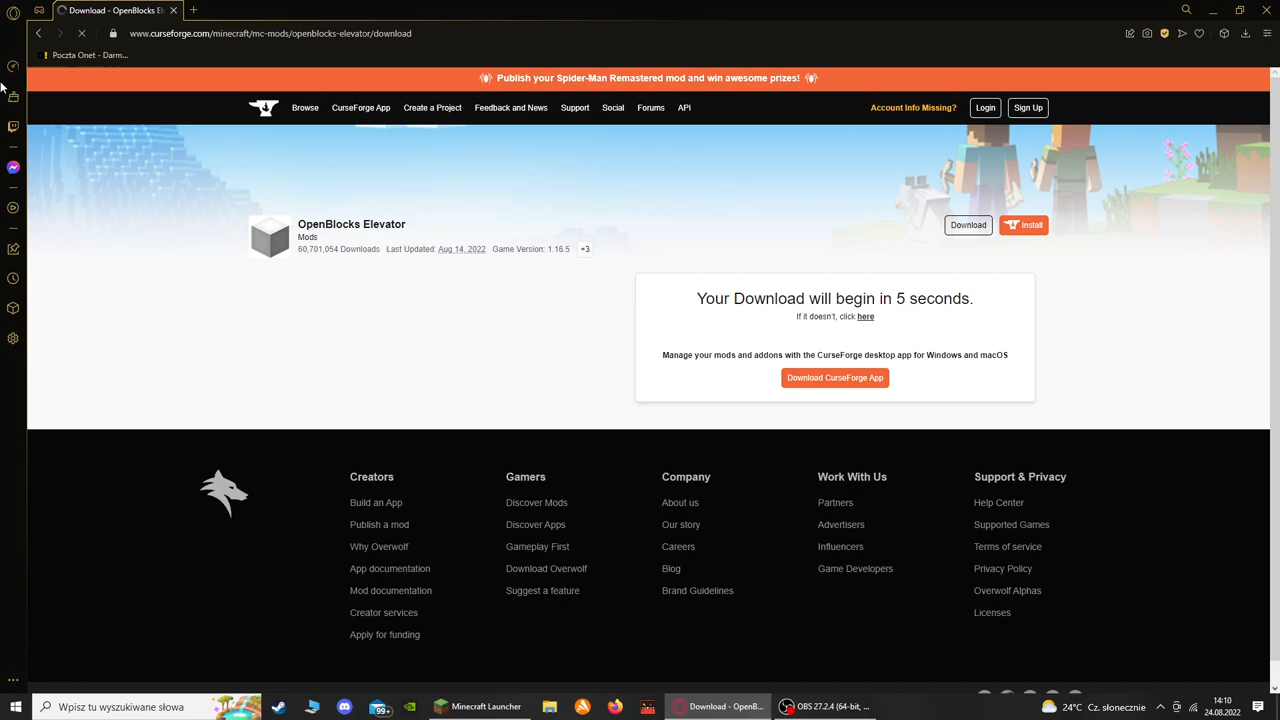 Download - OpenBlocks El
www.curseforge.com/minecraft/mc-mods/openblocks-elevator/download
Poczta Onet - Darm...
Publish your Spider-Man Remastered mod and win awesome prizes!
Browse CurseForge App Create a Project Feedback and News Support Social Forums API Account Info Missing? Login Sign Up
OpenBlocks Elevator
Mods
60,701,054 Downloads Last Updated: Aug 14, 2022 Game Version: 1.16.5 +3
Download Install
Your Download will begin in 5 seconds.
If it doesn't, click here
Manage your mods and addons with the CurseForge desktop app for Windows and macOS
Download CurseForge App
Creators
Build an App
Publish a mod
Why Overwolf
App documentation
Mod documentation
Creator services
Apply for funding
Gamers
Discover Mods
Discover Apps
Gameplay First
Download Overwolf
Suggest a feature
Company
About us
Our story
Careers
Blog
Brand Guidelines
Work With Us
Partners
Advertisers
Influencers
Game Developers
Support & Privacy
Help Center
Supported Games
Terms of service
Privacy Policy
Overwolf Alphas
Licenses
Wpisz tu wyszukiwane słowa
99+
Minecraft Launcher
Download - OpenB...
OBS 27.2.4 (64-bit, ...
24°C Cz. słonecznie
14:10
24.08.2022